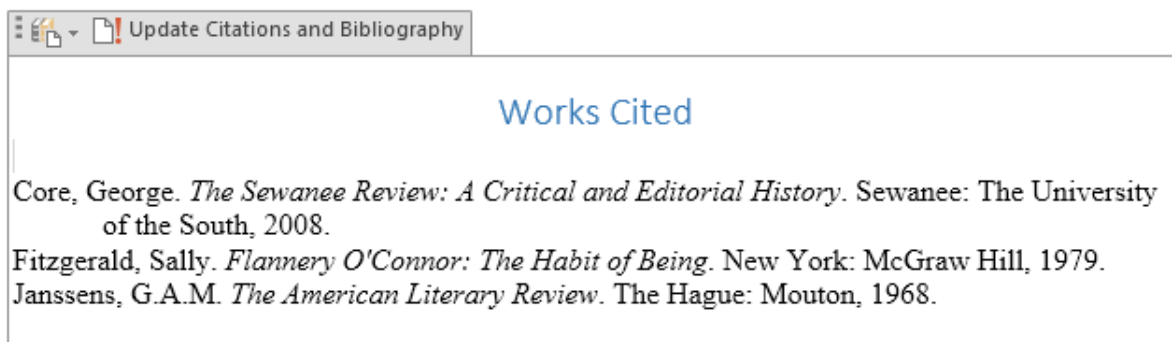 Update Citations and Bibliography
Works Cited
Core, George. The Sewanee Review: A Critical and Editorial History. Sewanee: The University
of the South, 2008.
Fitzgerald, Sally. Flannery O'Connor: The Habit of Being. New York: McGraw Hill, 1979.
Janssens, G.A.M. The American Literary Review. The Hague: Mouton, 1968.